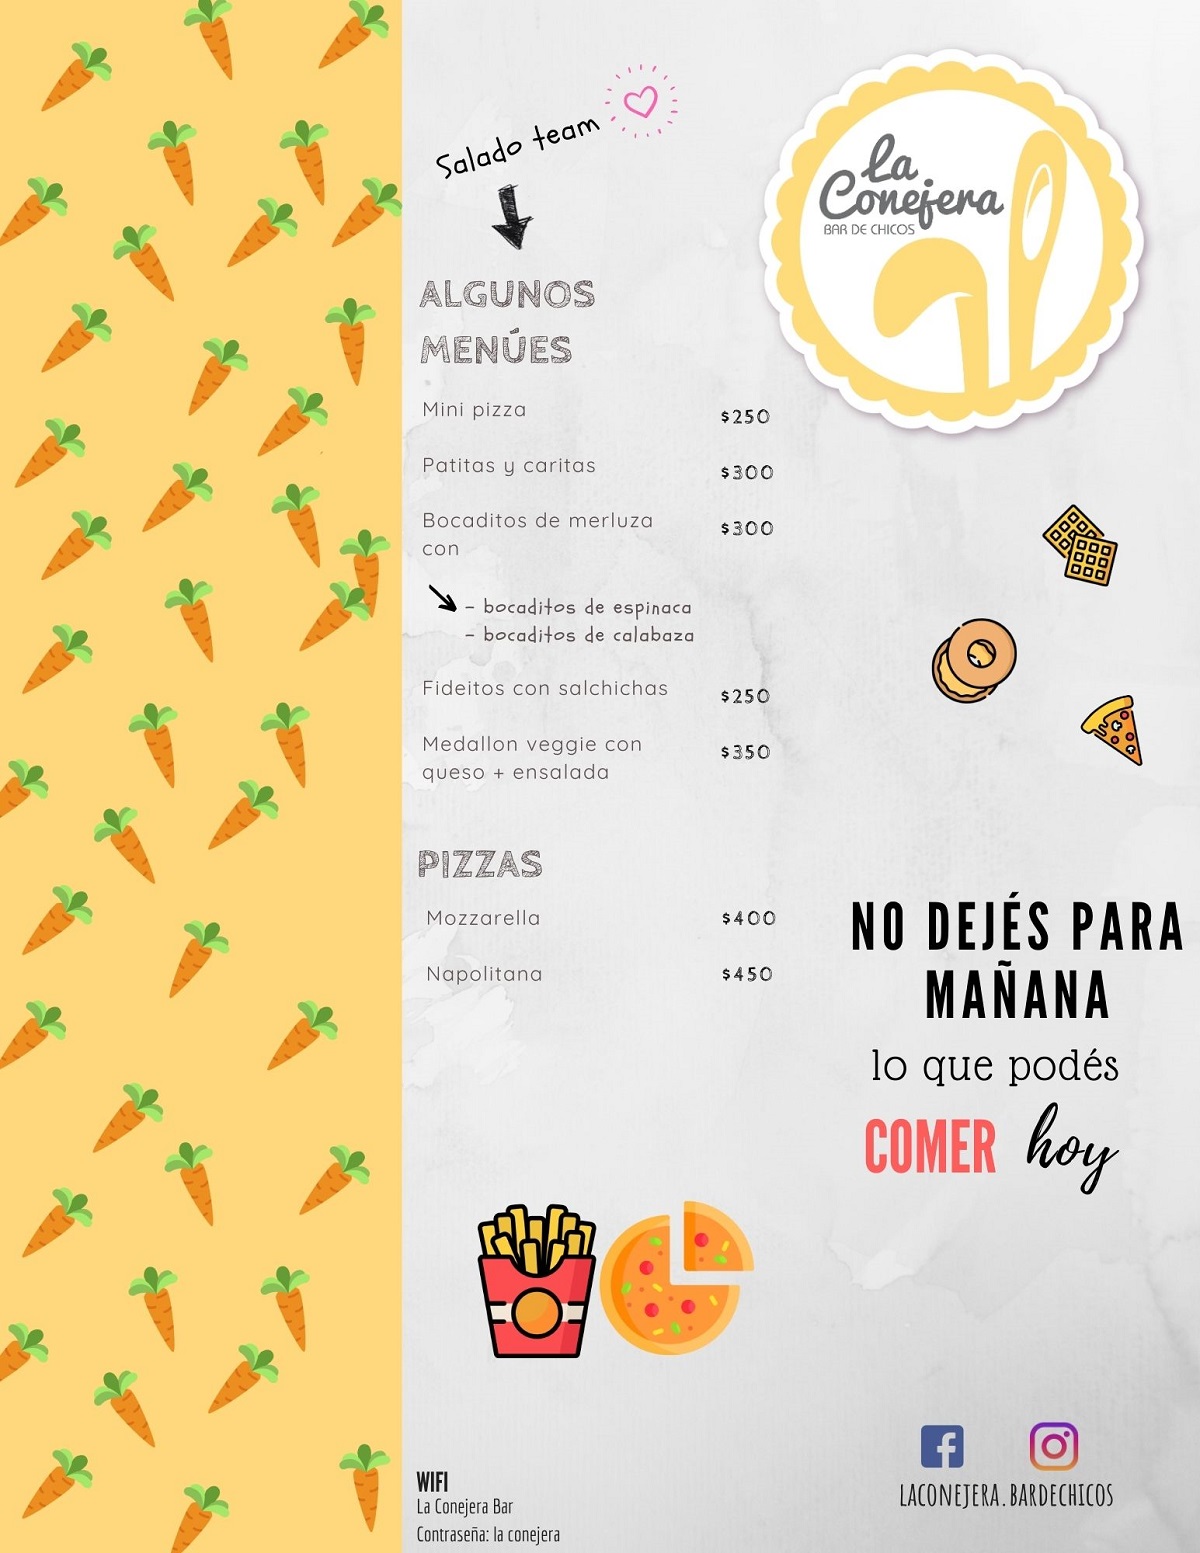 Salado team
La
Conejera
BAR DE CHICOS
ALGUNOS
MENÚES
Mini pizza $250
Patitas y caritas $300
Bocaditos de merluza $300
con
- bocaditos de espinaca
- bocaditos de calabaza
Fideitos con salchichas $250
Medallon veggie con $350
queso + ensalada
PIZZAS
Mozzarella $400
Napolitana $450
NO DEJÉS PARA
MAÑANA
lo que podés
COMER hoy
WIFI
La Conejera Bar
Contraseña: la conejera
LACONEJERA.BARDECHICOS